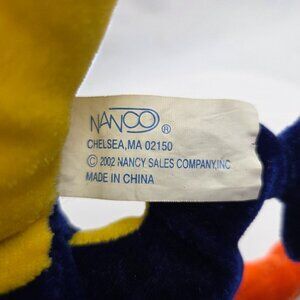 NANCO ®
CHELSEA, MA 02150
© 2002 NANCY SALES COMPANY, INC
MADE IN CHINA